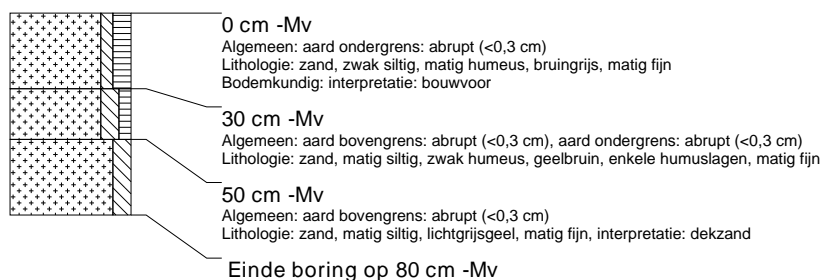 0 cm -Mv
Algemeen: aard ondergrens: abrupt (<0,3 cm)
Lithologie: zand, zwak siltig, matig humeus, bruingrijs, matig fijn
Bodemkundig: interpretatie: bouwvoor
30 cm -Mv
Algemeen: aard bovengrens: abrupt (<0,3 cm), aard ondergrens: abrupt (<0,3 cm)
Lithologie: zand, matig siltig, zwak humeus, geelbruin, enkele humuslagen, matig fijn
50 cm -Mv
Algemeen: aard bovengrens: abrupt (<0,3 cm)
Lithologie: zand, matig siltig, lichtgrijsgeel, matig fijn, interpretatie: dekzand
Einde boring op 80 cm -Mv